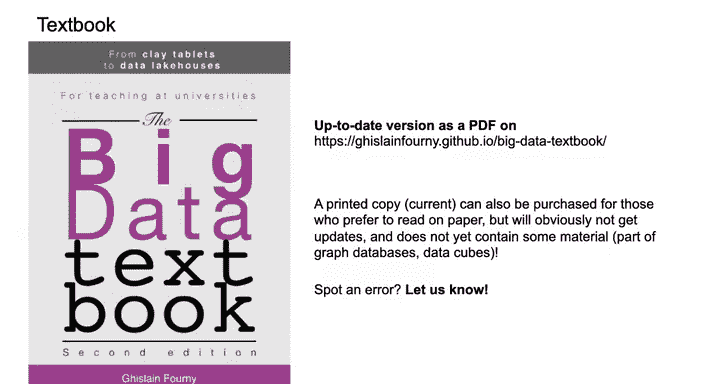 Textbook
From clay tablets
to data lakehouses
For teaching at universities
The
Big
Data
text
book
Second edition
Ghislain Fourny
Up-to-date version as a PDF on
https://ghislainfourny.github.io/big-data-textbook/
A printed copy (current) can also be purchased for those
who prefer to read on paper, but will obviously not get
updates, and does not yet contain some material (part of
graph databases, data cubes)!
Spot an error? Let us know!